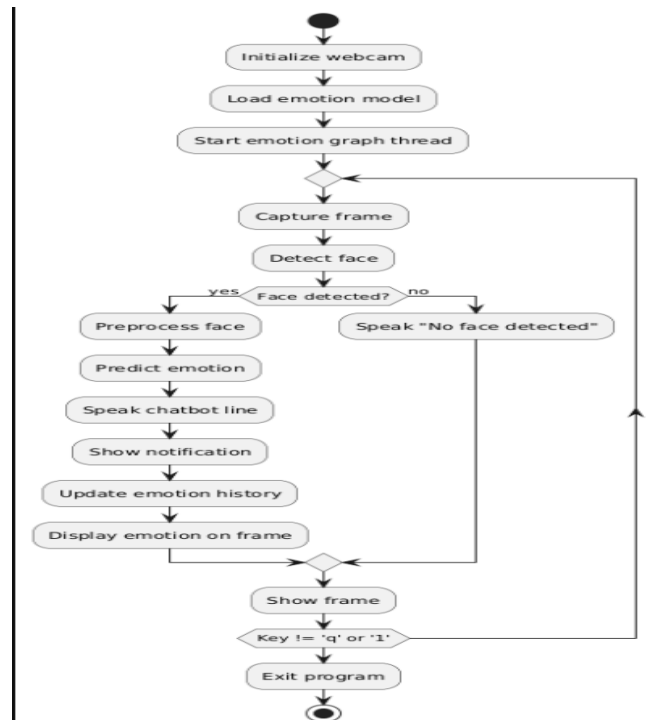 Initialize webcam
Load emotion model
Start emotion graph thread
Capture frame
Detect face
yes
Face detected?
no
Preprocess face
Speak "No face detected"
Predict emotion
Speak chatbot line
Show notification
Update emotion history
Display emotion on frame
Show frame
Key != 'q' or '1'
Exit program